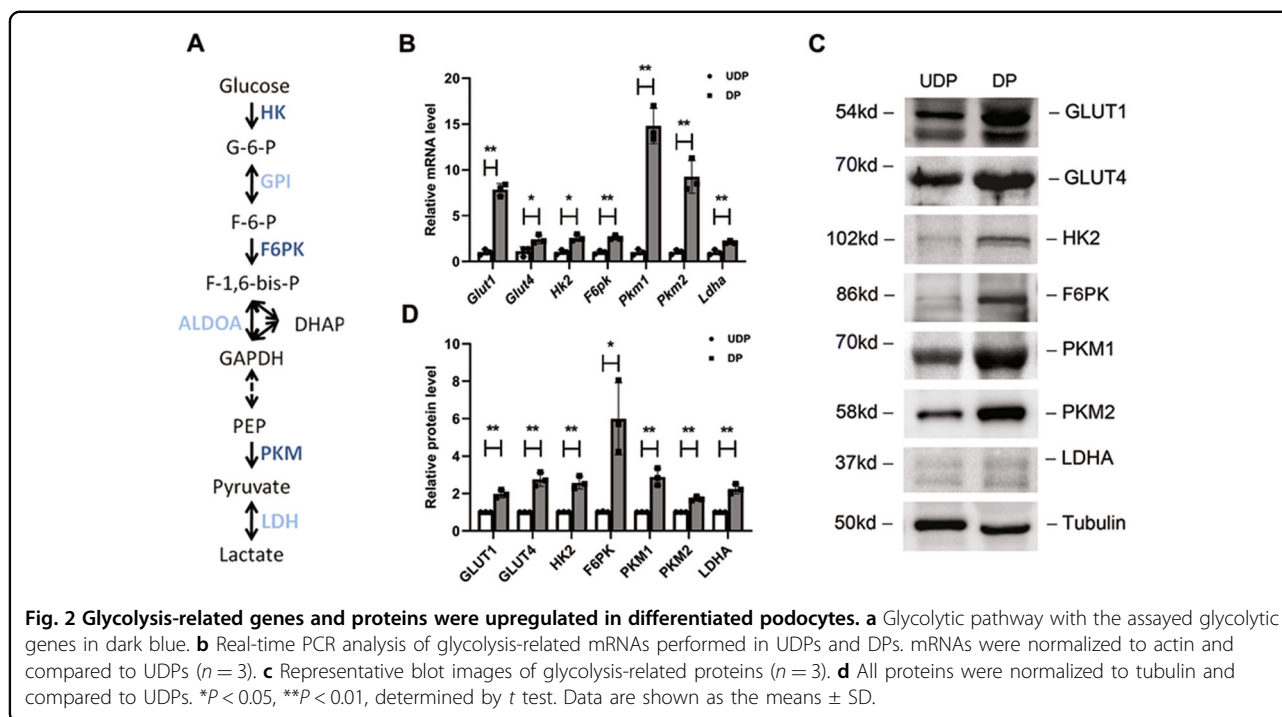 A
Glucose
HK
G-6-P
GPI
F-6-P
F6PK
F-1,6-bis-P
ALDOA
DHAP
GAPDH
PEP
PKM
Pyruvate
LDH
Lactate
B
UDP
DP
Relative mRNA level
20
15
10
5
0
** * * ** ** ** **
Glut1 Glut4 Hk2 F6pk Pkm1 Pkm2 Ldha
D
UDP
DP
Relative protein level
10
8
6
4
2
0
** ** ** * ** ** **
GLUT1 GLUT4 HK2 F6PK PKM1 PKM2 LDHA
C
UDP DP
54kd – – GLUT1
70kd – – GLUT4
102kd – – HK2
86kd – – F6PK
70kd – – PKM1
58kd – – PKM2
37kd – – LDHA
50kd – – Tubulin
Fig. 2 Glycolysis-related genes and proteins were upregulated in differentiated podocytes. a Glycolytic pathway with the assayed glycolytic
genes in dark blue. b Real-time PCR analysis of glycolysis-related mRNAs performed in UDPs and DPs. mRNAs were normalized to actin and
compared to UDPs (n = 3). c Representative blot images of glycolysis-related proteins (n = 3). d All proteins were normalized to tubulin and
compared to UDPs. *P < 0.05, **P < 0.01, determined by t test. Data are shown as the means ± SD.